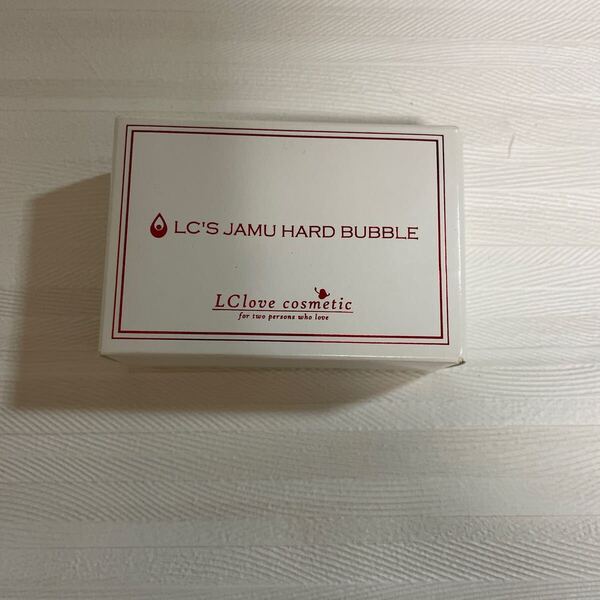 LC'S JAMU HARD BUBBLE
LClove cosmetic
for two persons who love